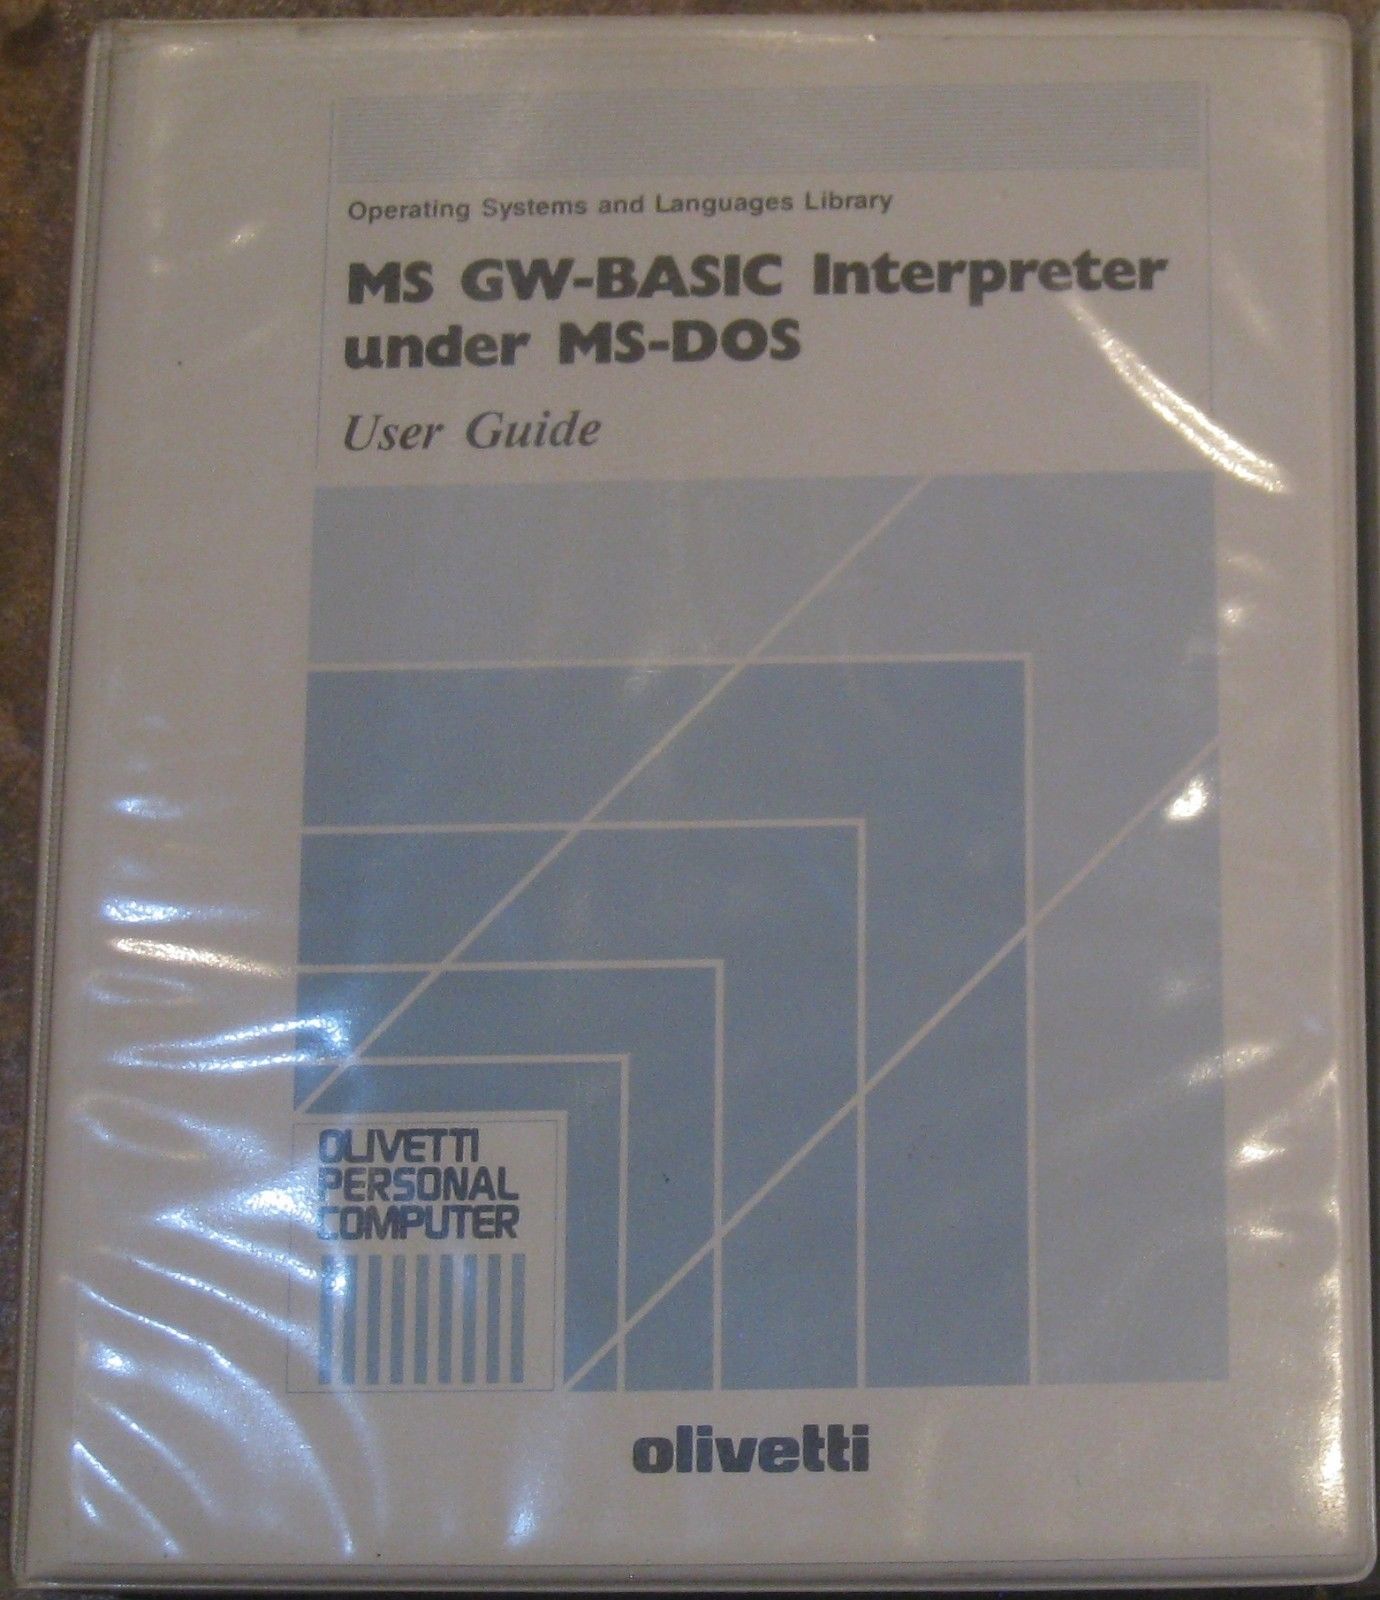 Operating Systems and Languages Library
MS GW-BASIC Interpreter
under MS-DOS
User Guide
OLIVETTI
PERSONAL
COMPUTER
olivetti